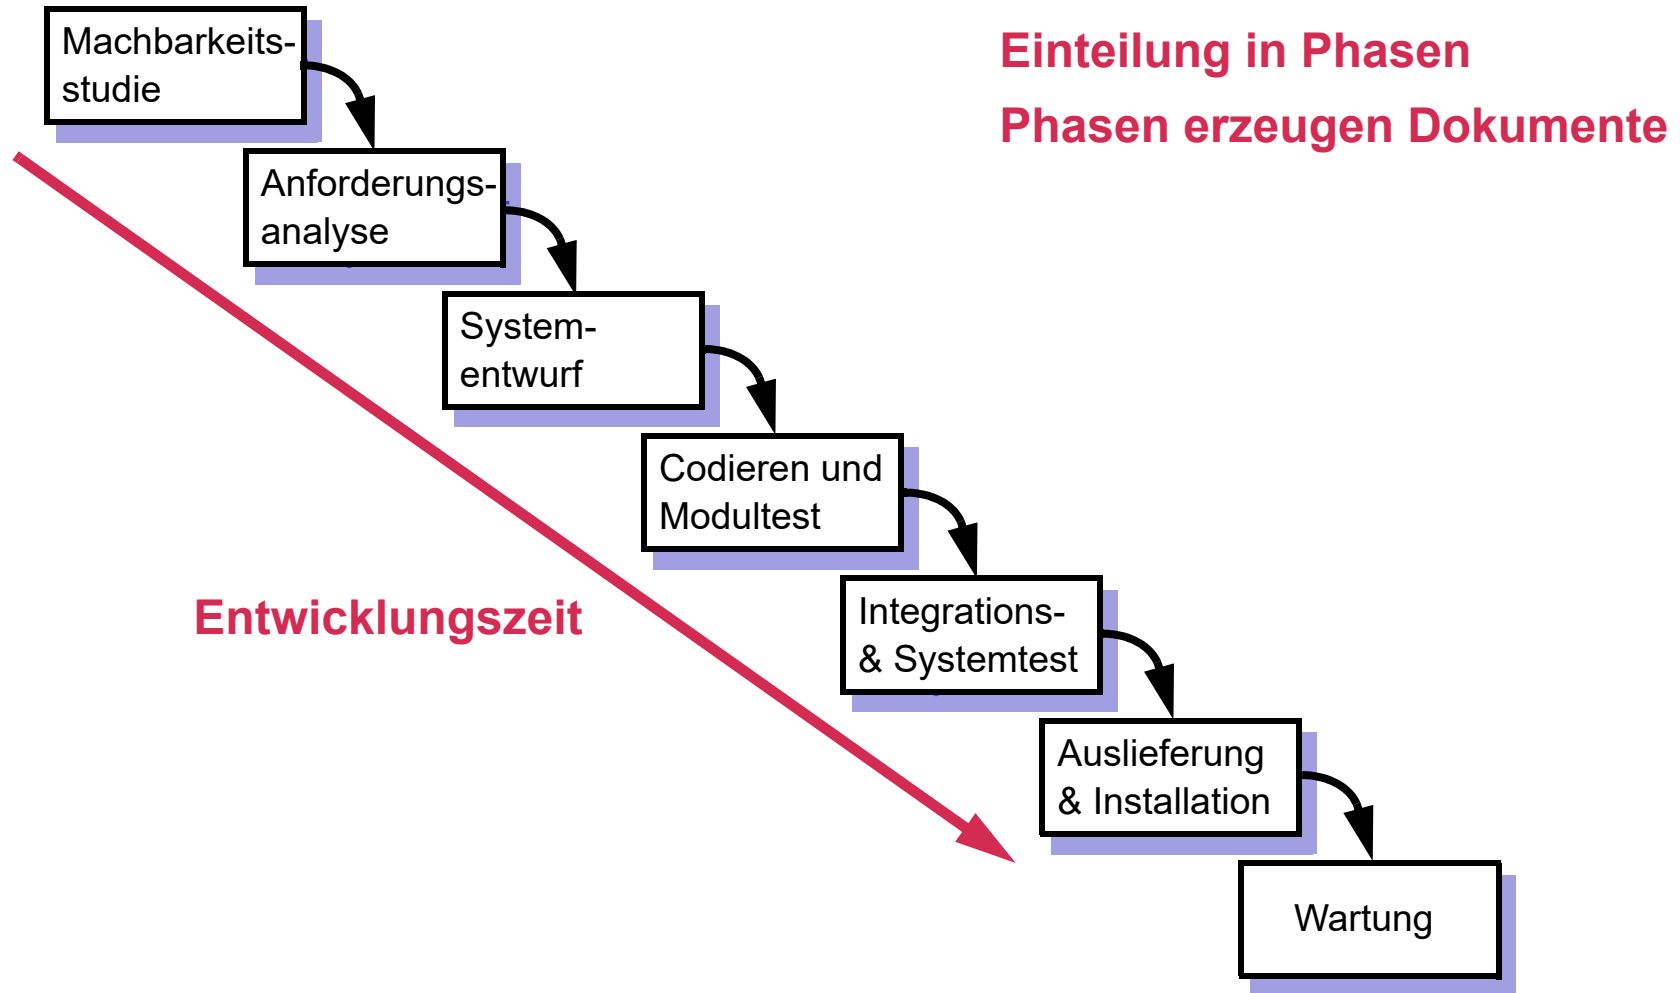 Machbarkeits-
studie
Einteilung in Phasen
Phasen erzeugen Dokumente
Anforderungs-
analyse
System-
entwurf
Codieren und
Modultest
Entwicklungszeit
Integrations-
& Systemtest
Auslieferung
& Installation
Wartung